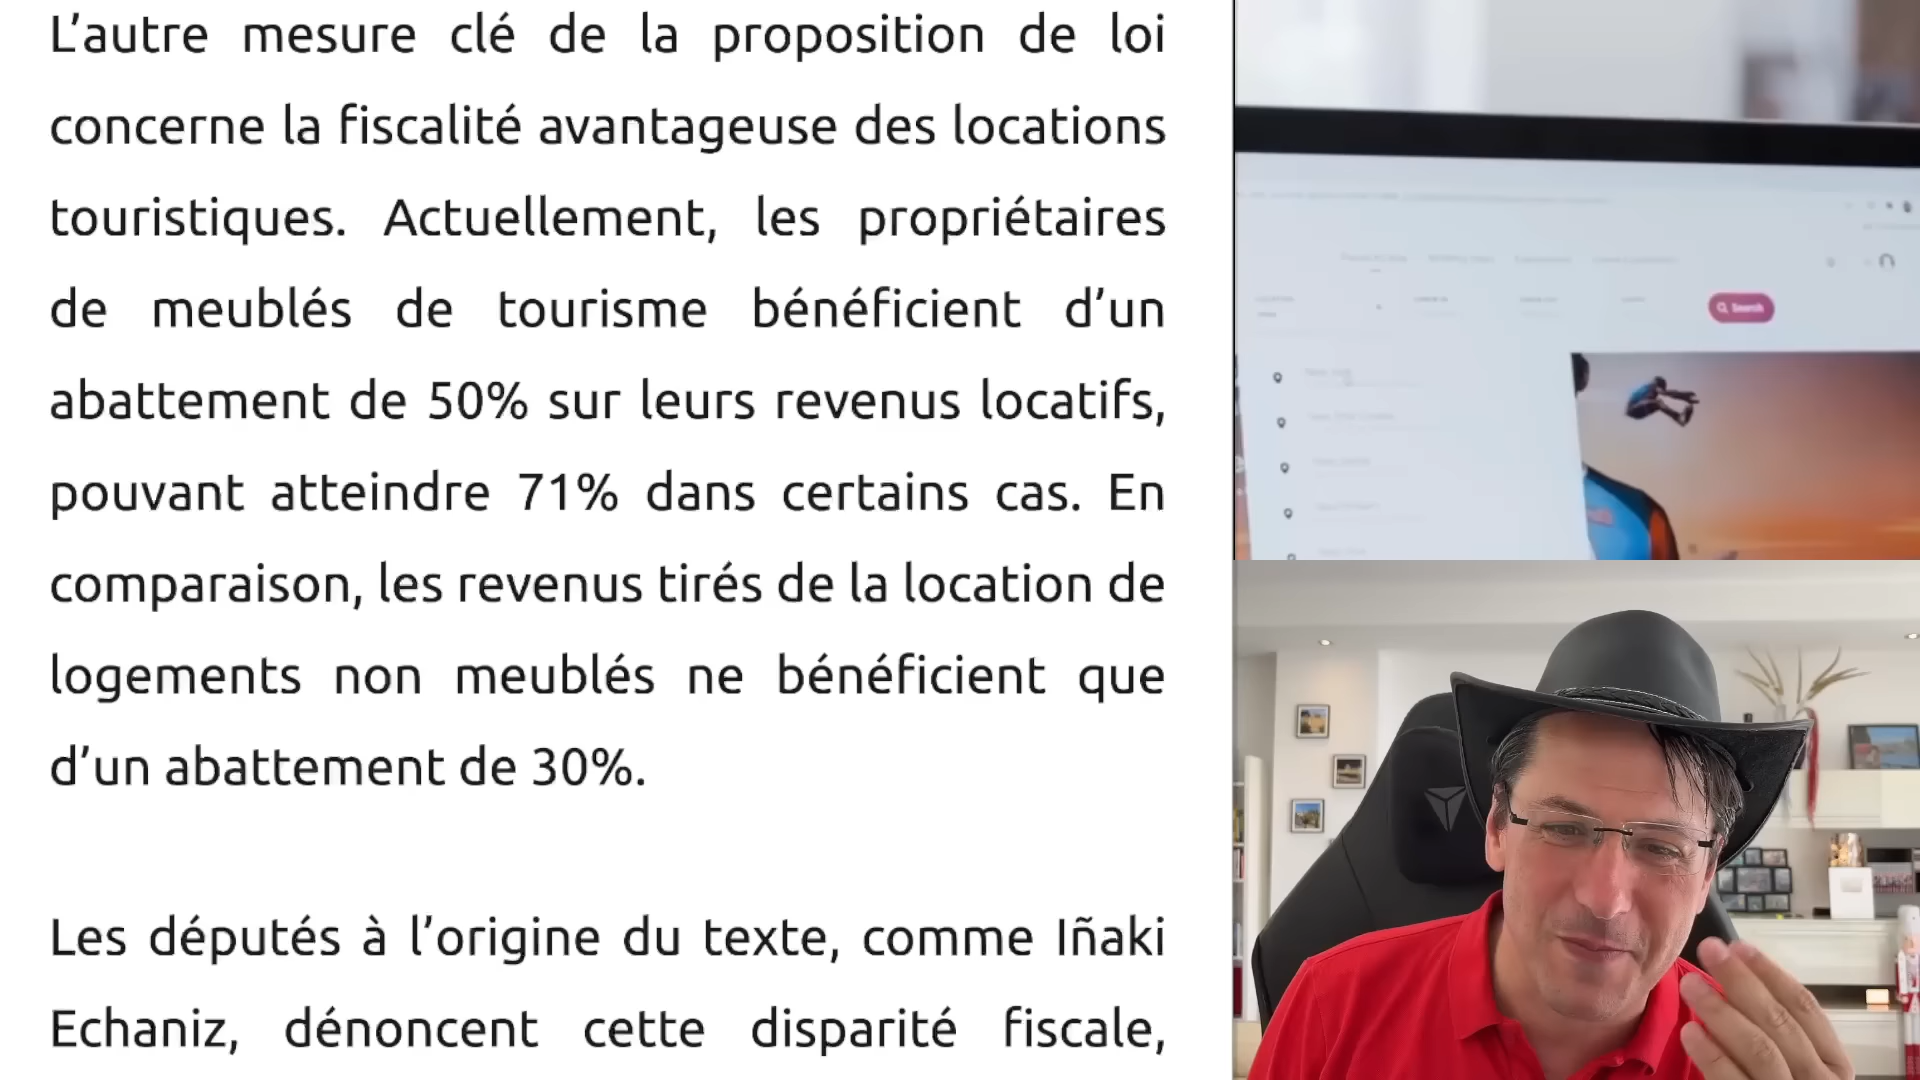 L’autre mesure clé de la proposition de loi
concerne la fiscalité avantageuse des locations
touristiques. Actuellement, les propriétaires
de meublés de tourisme bénéficient d’un
abattement de 50% sur leurs revenus locatifs,
pouvant atteindre 71% dans certains cas. En
comparaison, les revenus tirés de la location de
logements non meublés ne bénéficient que
d’un abattement de 30%.
Les députés à l’origine du texte, comme Iñaki
Echaniz, dénoncent cette disparité fiscale,
Search